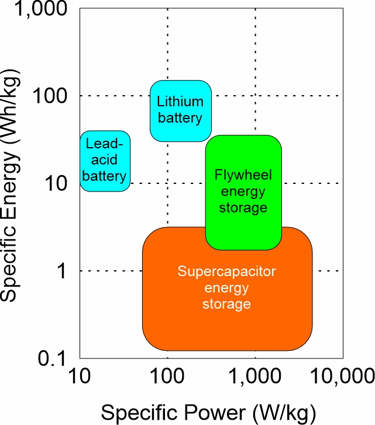 1,000
100
10
1
0.1
Specific Energy (Wh/kg)
Lithium
battery
Lead-
acid
battery
Flywheel
energy
storage
Supercapacitor
energy
storage
10
100
1,000
10,000
Specific Power (W/kg)